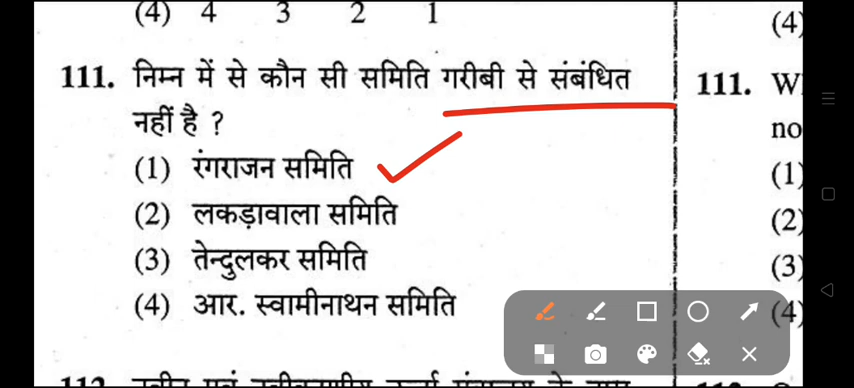 (4) 4 3 2 1
(4)
111. निम्न में से कौन सी समिति गरीबी से संबंधित
नहीं है ?
(1) रंगराजन समिति
(2) लकड़ावाला समिति
(3) तेन्दुलकर समिति
(4) आर. स्वामीनाथन समिति
111. W
no
(1)
(2)
(3)
(4)